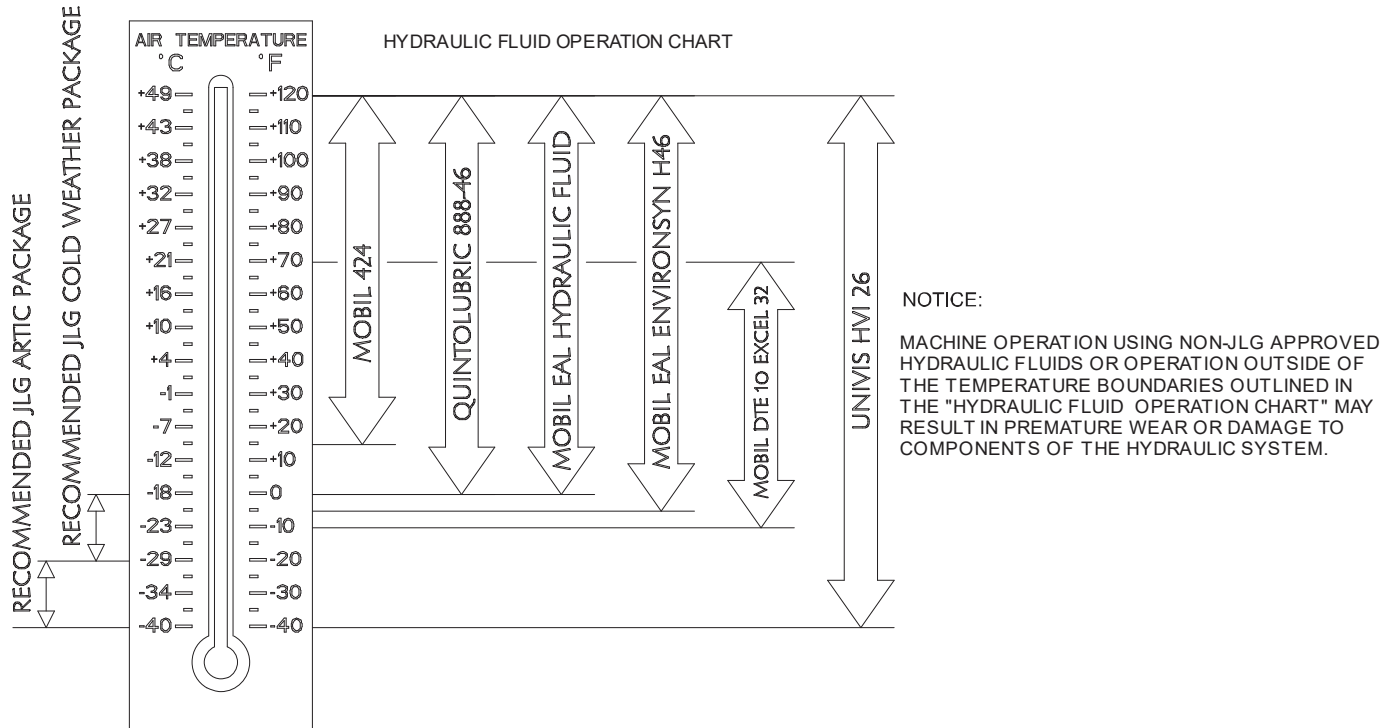 HYDRAULIC FLUID OPERATION CHART
RECOMMENDED JLG ARTIC PACKAGE
RECOMMENDED JLG COLD WEATHER PACKAGE
AIR TEMPERATURE
°C °F
+49 +120
+43 +110
+38 +100
+32 +90
+27 +80
+21 +70
+16 +60
+10 +50
+4 +40
-1 +30
-7 +20
-12 +10
-18 0
-23 -10
-29 -20
-34 -30
-40 -40
MOBIL 424
QUINTOLUBRIC 888-46
MOBIL EAL HYDRAULIC FLUID
MOBIL EAL ENVIRONSYN H46
MOBIL DTE 10 EXCEL 32
UNIVIS HVI 26
NOTICE:
MACHINE OPERATION USING NON-JLG APPROVED
HYDRAULIC FLUIDS OR OPERATION OUTSIDE OF
THE TEMPERATURE BOUNDARIES OUTLINED IN
THE "HYDRAULIC FLUID OPERATION CHART" MAY
RESULT IN PREMATURE WEAR OR DAMAGE TO
COMPONENTS OF THE HYDRAULIC SYSTEM.